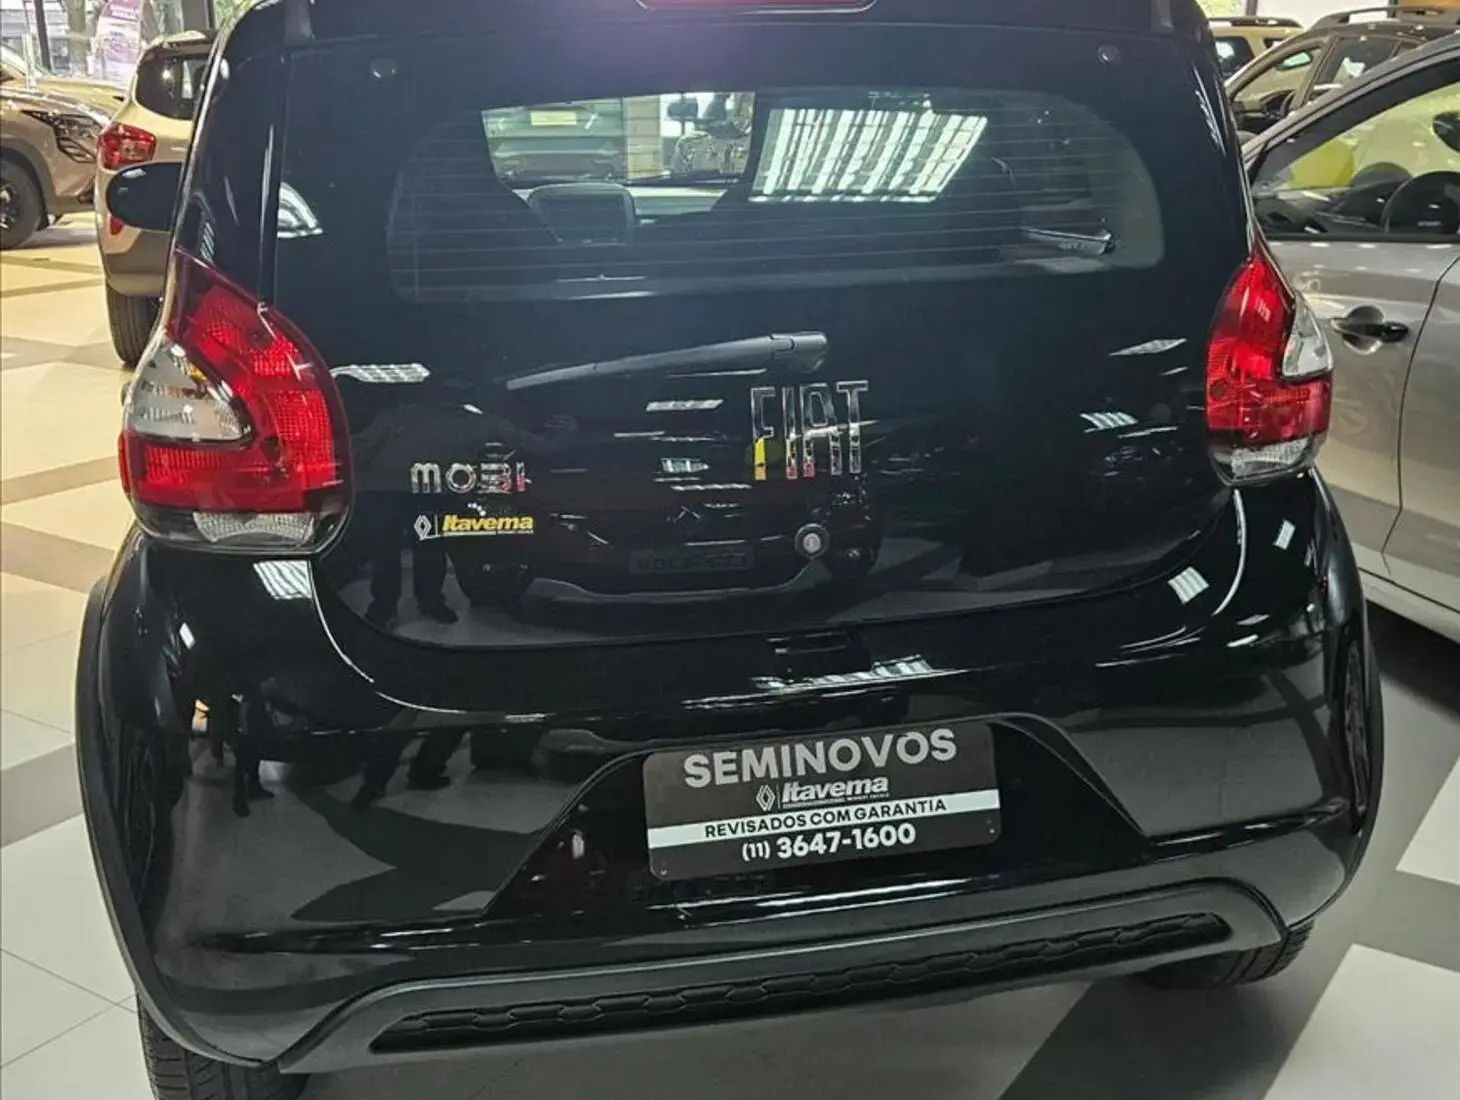 FIAT
MOBI
Itavema
SEMINOVOS
Itavema
REVISADOS COM GARANTIA
(11) 3647-1600